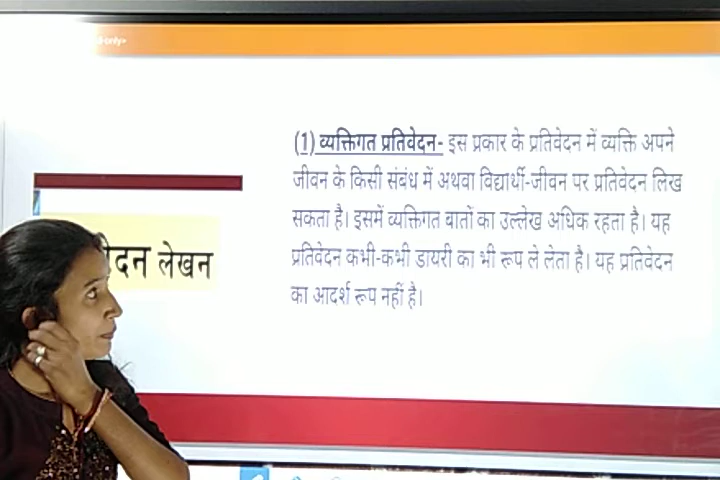 (1) व्यक्तिगत प्रतिवेदन- इस प्रकार के प्रतिवेदन में व्यक्ति अपने
जीवन के किसी संबंध में अथवा विद्यार्थी-जीवन पर प्रतिवेदन लिख
सकता है। इसमें व्यक्तिगत बातों का उल्लेख अधिक रहता है। यह
प्रतिवेदन कभी-कभी डायरी का भी रूप ले लेता है। यह प्रतिवेदन
का आदर्श रूप नहीं है।
लेखन